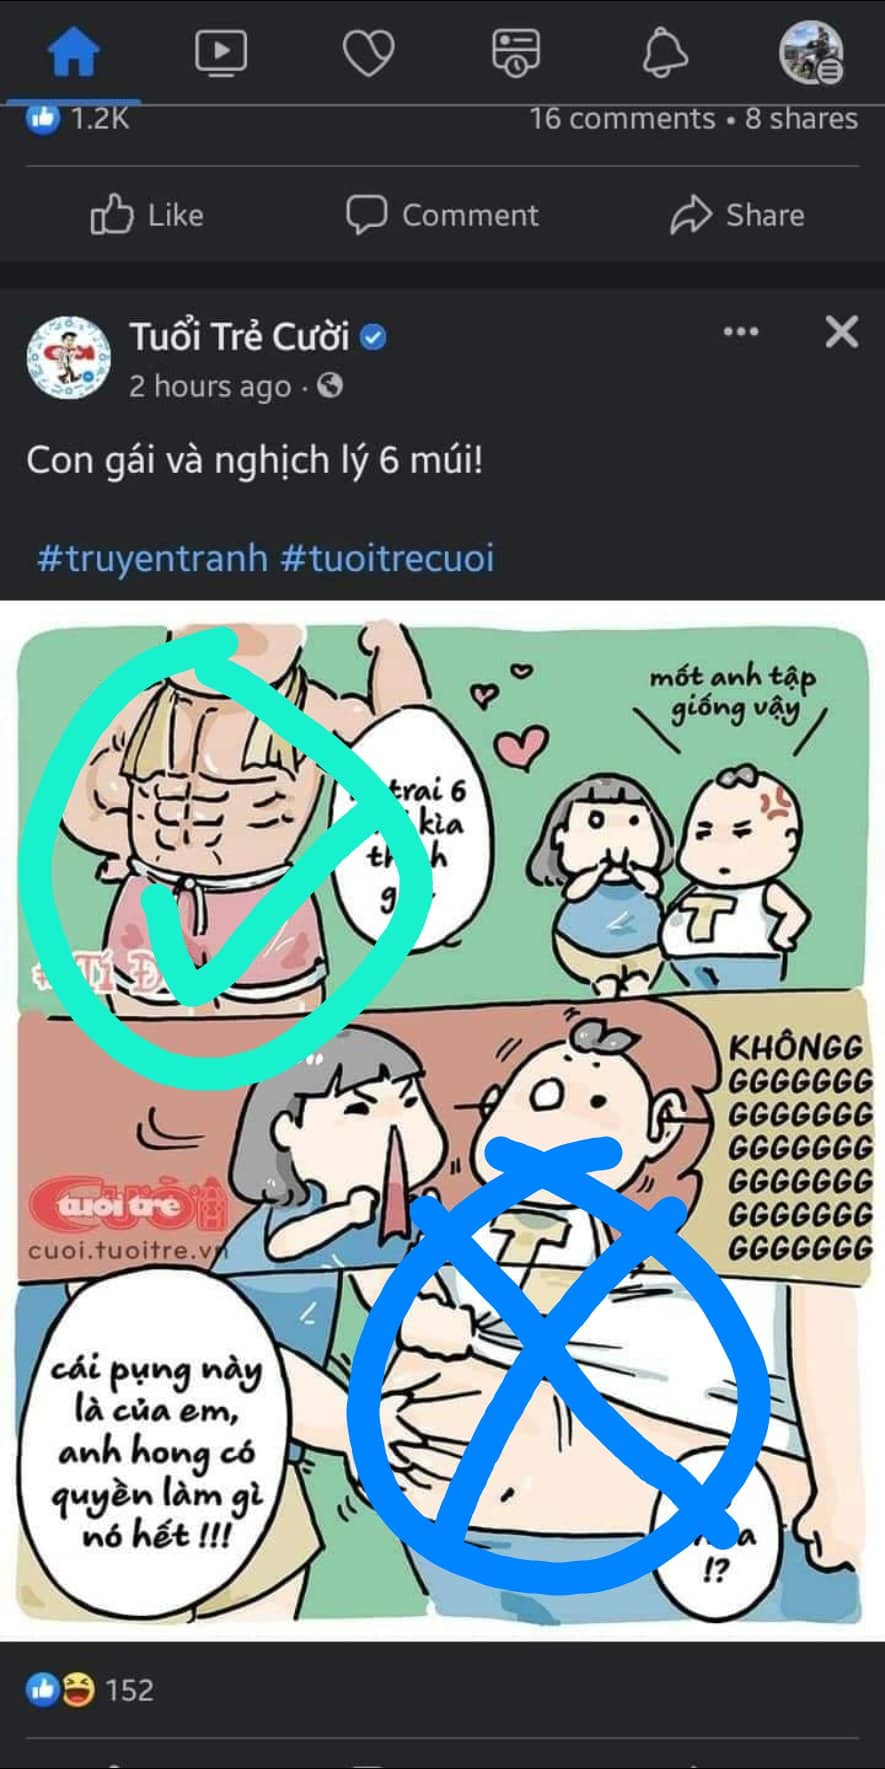 1.2K
16 comments • 8 shares
Like
Comment
Share
Tuổi Trẻ Cười
2 hours ago ·
Con gái và nghịch lý 6 múi!
#truyentranh #tuoitrecuoi
mốt anh tập
giống vậy
trai 6
kìa
T
KHÔNGG
GGGGGGG
GGGGGGG
GGGGGGG
GGGGGGG
GGGGGGG
GGGGGGG
CƯỜI
tuổi trẻ
cuoi.tuoitre.vn
T
cái pụng này
là của em,
anh hong có
quyền làm gì
nó hết !!!
!?
152